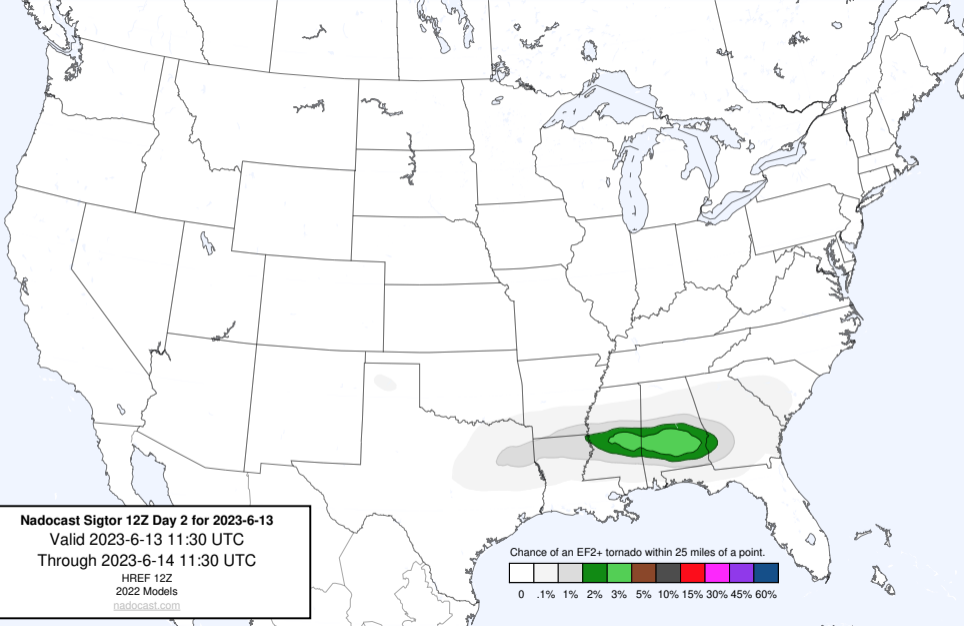 Nadocast Sigtor 12Z Day 2 for 2023-6-13
Valid 2023-6-13 11:30 UTC
Through 2023-6-14 11:30 UTC
HREF 12Z
2022 Models
nadocast.com
Chance of an EF2+ tornado within 25 miles of a point.
0 .1% 1% 2% 3% 5% 10% 15% 30% 45% 60%